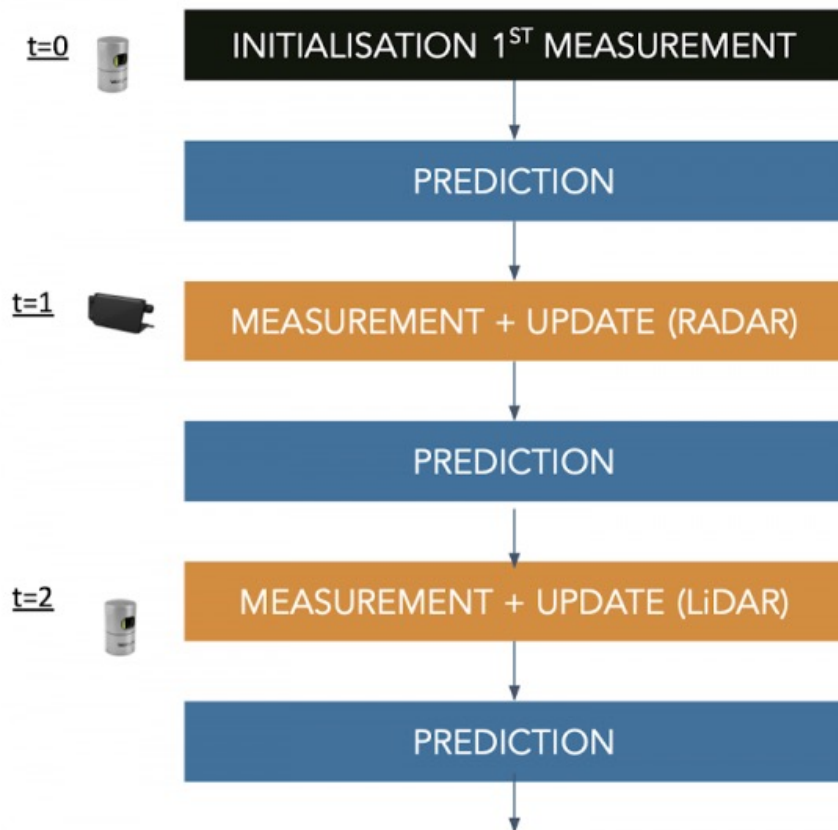 t=0
INITIALISATION 1ST MEASUREMENT
PREDICTION
t=1
MEASUREMENT + UPDATE (RADAR)
PREDICTION
t=2
MEASUREMENT + UPDATE (LiDAR)
PREDICTION